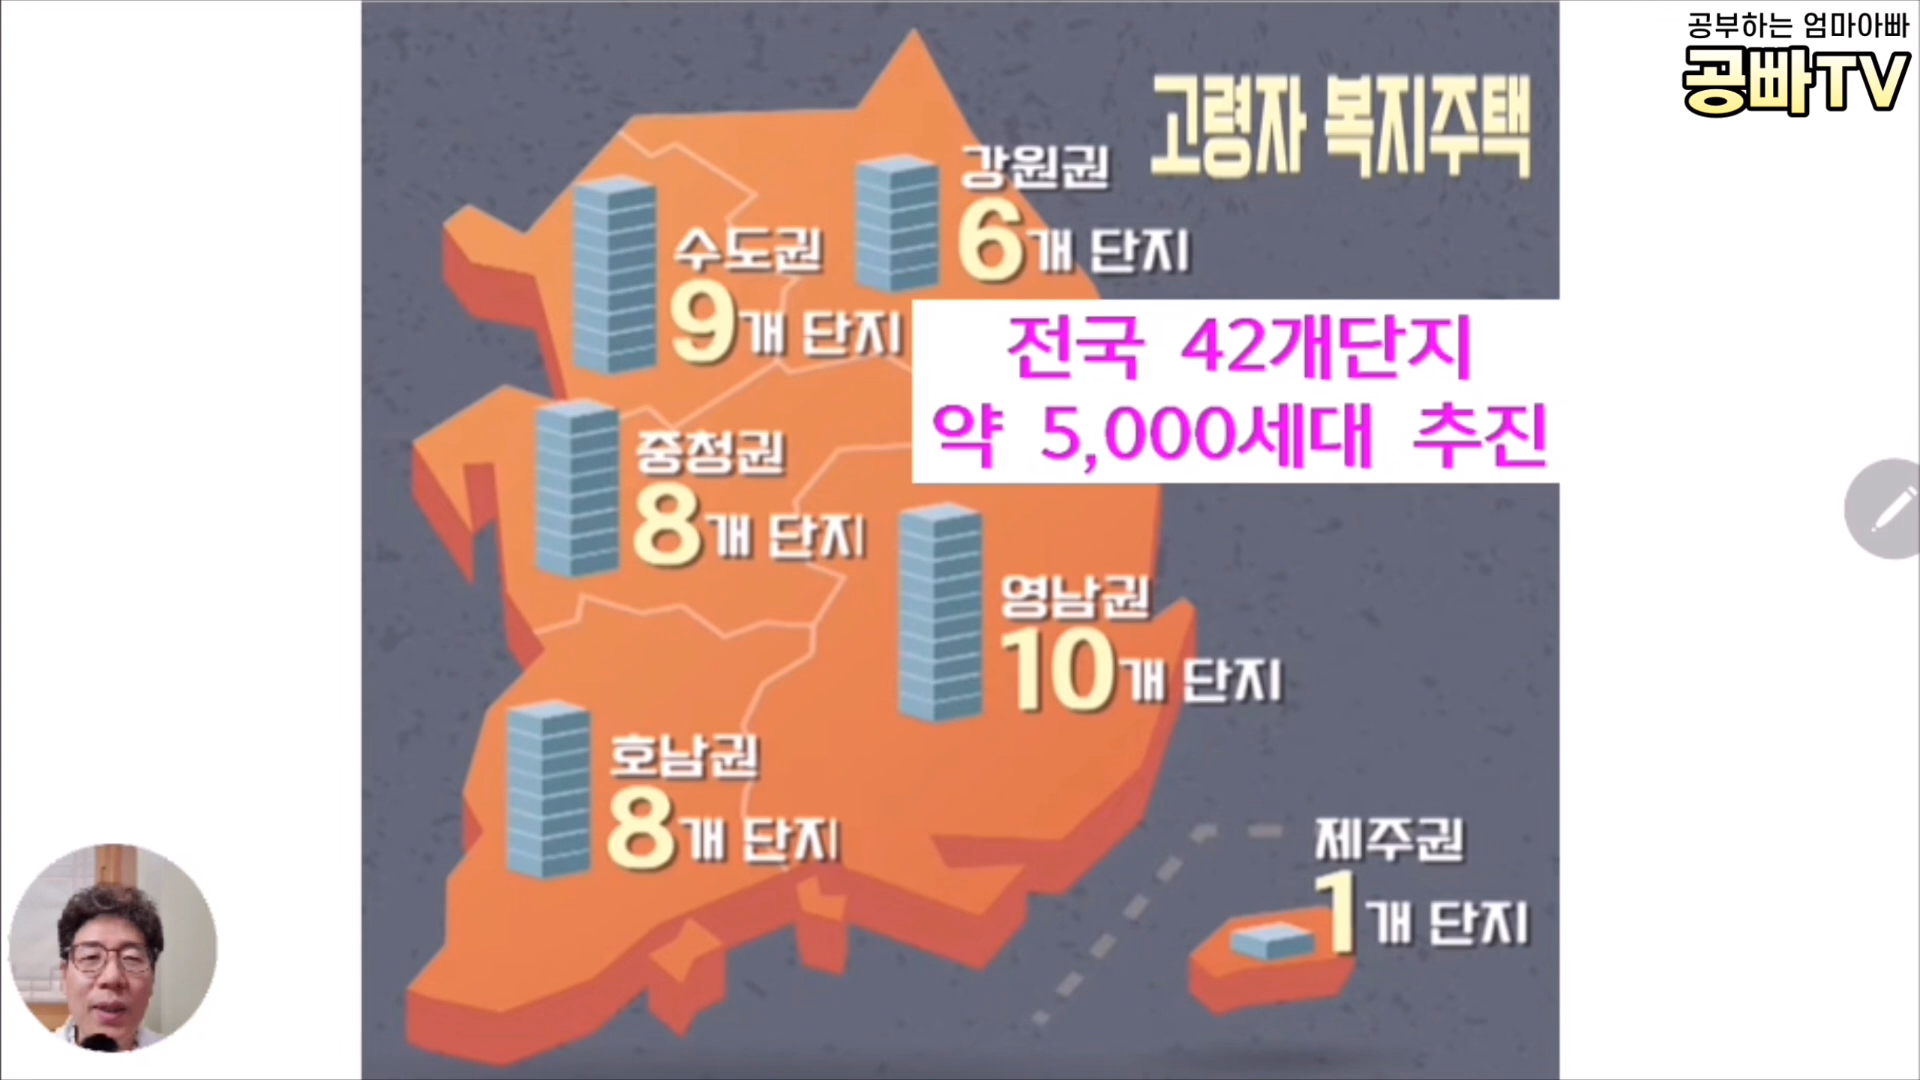 공부하는 엄마아빠
공빠TV
고령자 복지주택
강원권
6개 단지
수도권
9개 단지
전국 42개단지
약 5,000세대 추진
중청권
8개 단지
영남권
10개 단지
호남권
8개 단지
제주권
1개 단지